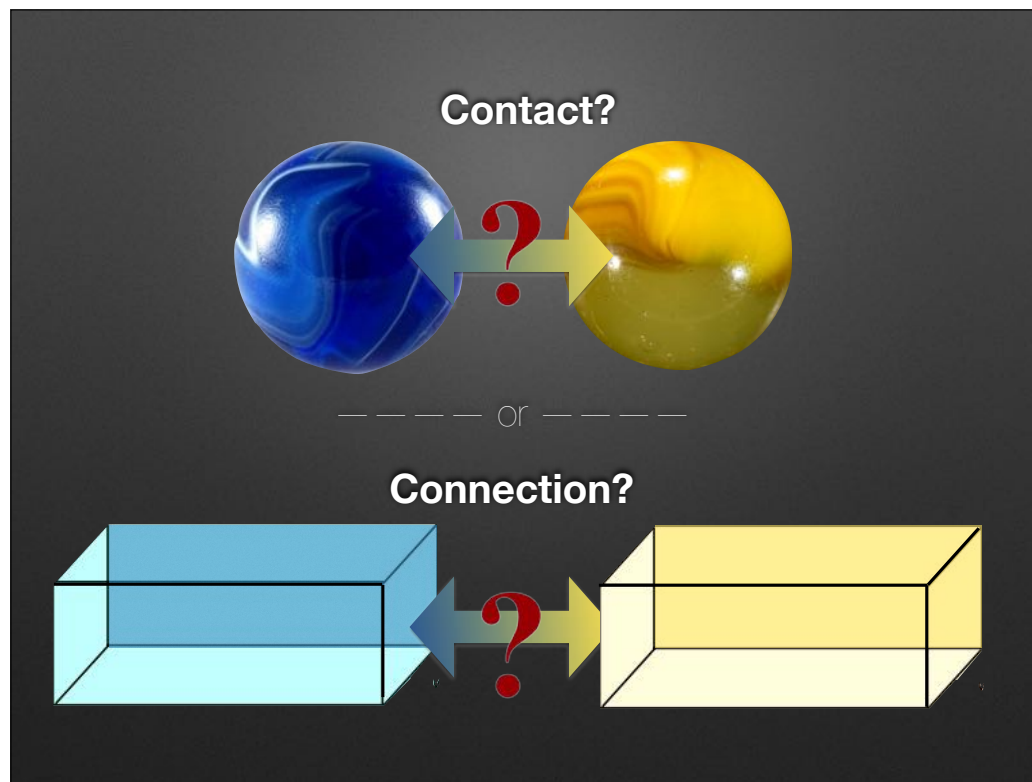 Contact?
?
— — — — or — — — —
Connection?
?